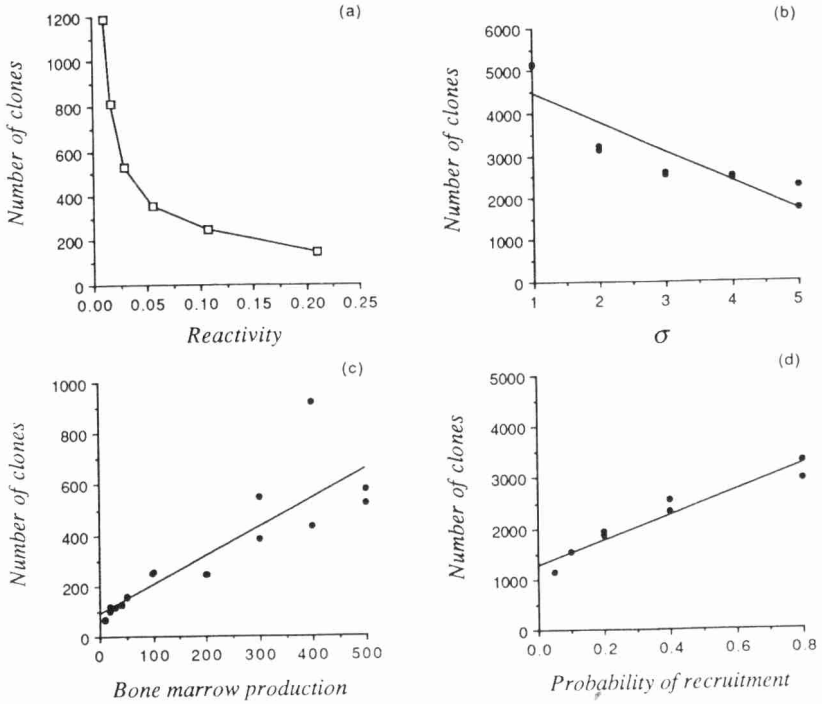 (a)
Number of clones
1200
1000
800
600
400
200
0
0.00 0.05 0.10 0.15 0.20 0.25
Reactivity
(b)
Number of clones
6000
5000
4000
3000
2000
1000
0
1 2 3 4 5
σ
(c)
Number of clones
1000
800
600
400
200
0
0 100 200 300 400 500
Bone marrow production
(d)
Number of clones
5000
4000
3000
2000
1000
0
0.0 0.2 0.4 0.6 0.8
Probability of recruitment